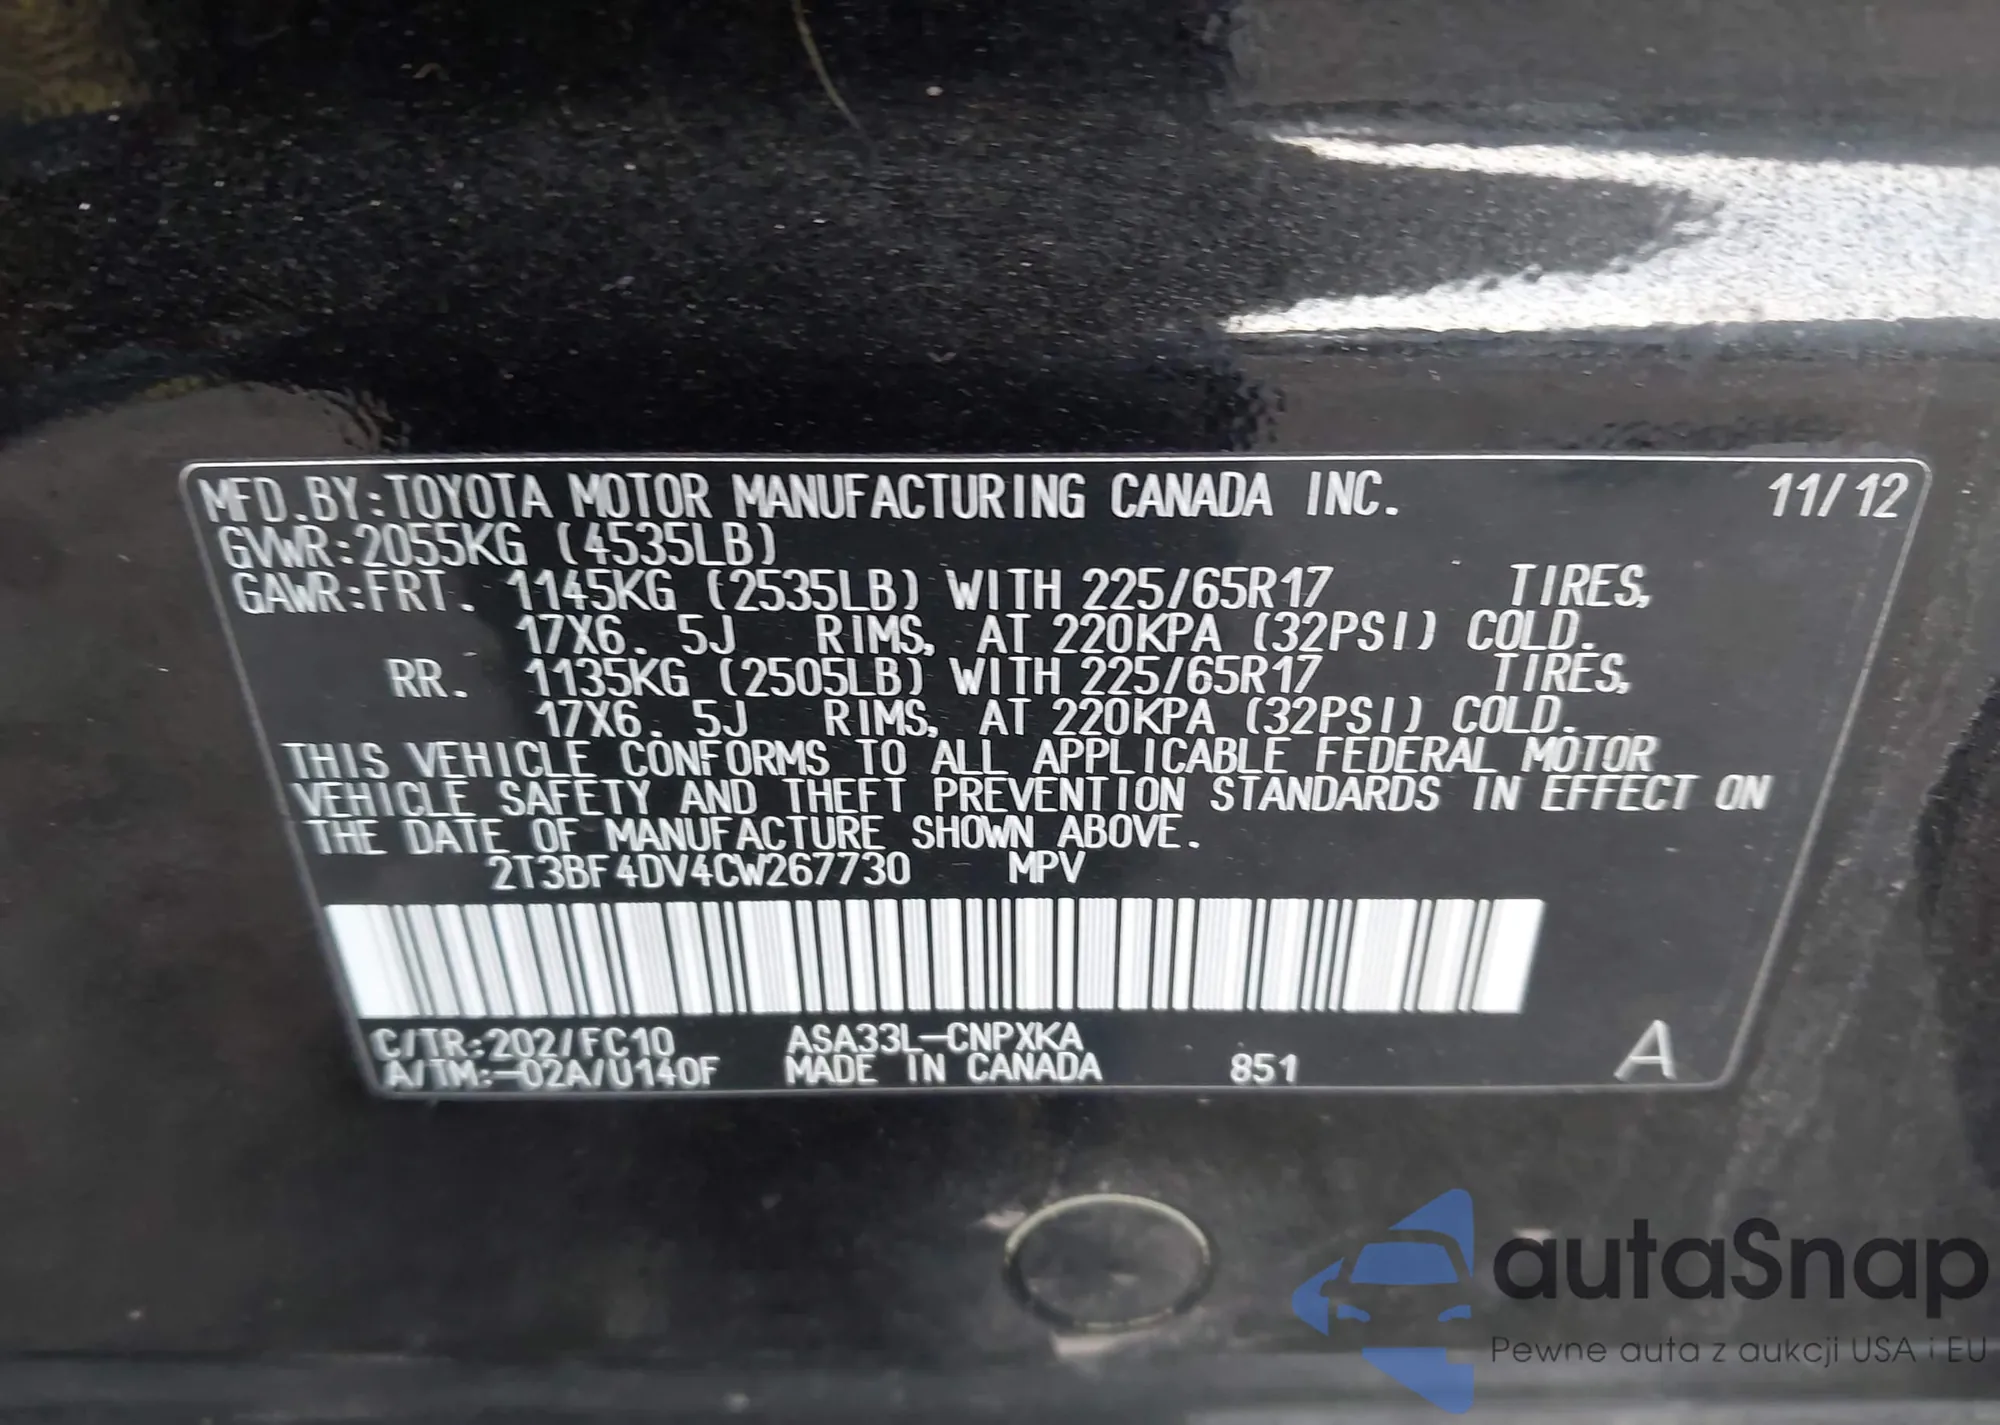 MFD.BY:TOYOTA MOTOR MANUFACTURING CANADA INC. 11/12
GVWR:2055KG (4535LB)
GAWR:FRT. 1145KG (2535LB) WITH 225/65R17 TIRES,
17X6.5J RIMS, AT 220KPA (32PSI) COLD.
RR. 1135KG (2505LB) WITH 225/65R17 TIRES,
17X6.5J RIMS, AT 220KPA (32PSI) COLD.
THIS VEHICLE CONFORMS TO ALL APPLICABLE FEDERAL MOTOR
VEHICLE SAFETY AND THEFT PREVENTION STANDARDS IN EFFECT ON
THE DATE OF MANUFACTURE SHOWN ABOVE.
2T3BF4DV4CW267730 MPV
C/TR:202/FC10 ASA33L-CNPXKA
A/TM:-02A/U140F MADE IN CANADA 851 A
autaSnap
Pewne auta z aukcji USA i EU